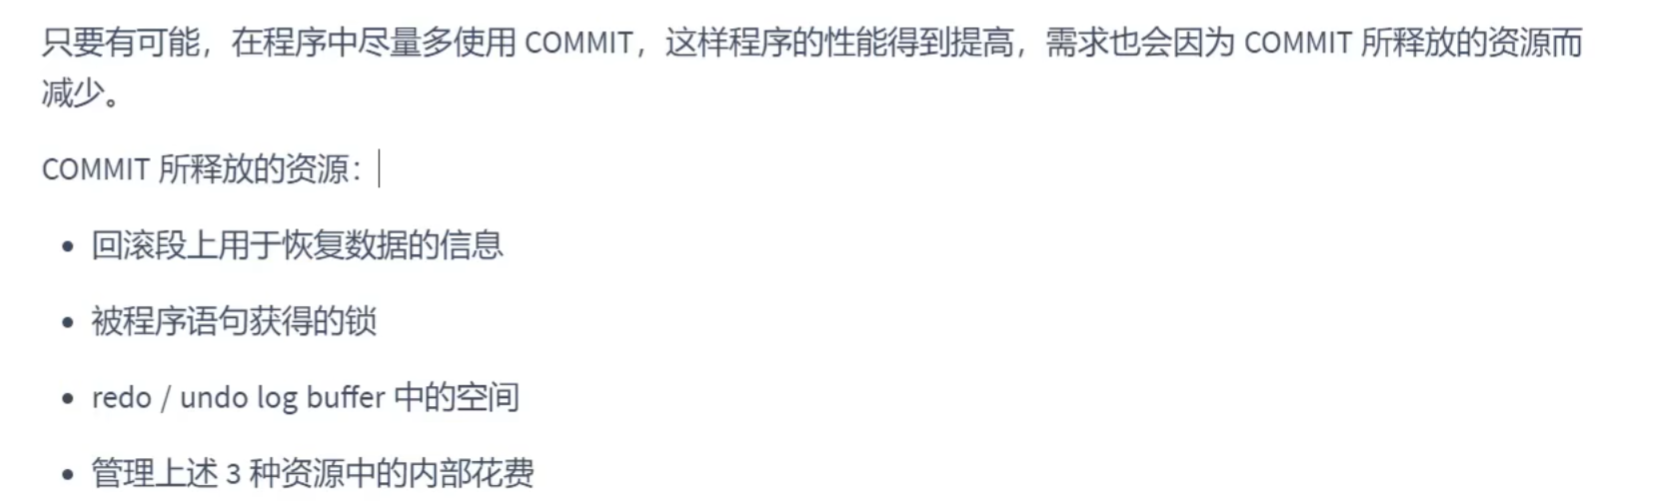 只要有可能，在程序中尽量多使用 COMMIT，这样程序的性能得到提高，需求也会因为 COMMIT 所释放的资源而
减少。
COMMIT 所释放的资源：
• 回滚段上用于恢复数据的信息
• 被程序语句获得的锁
• redo / undo log buffer 中的空间
• 管理上述 3 种资源中的内部花费